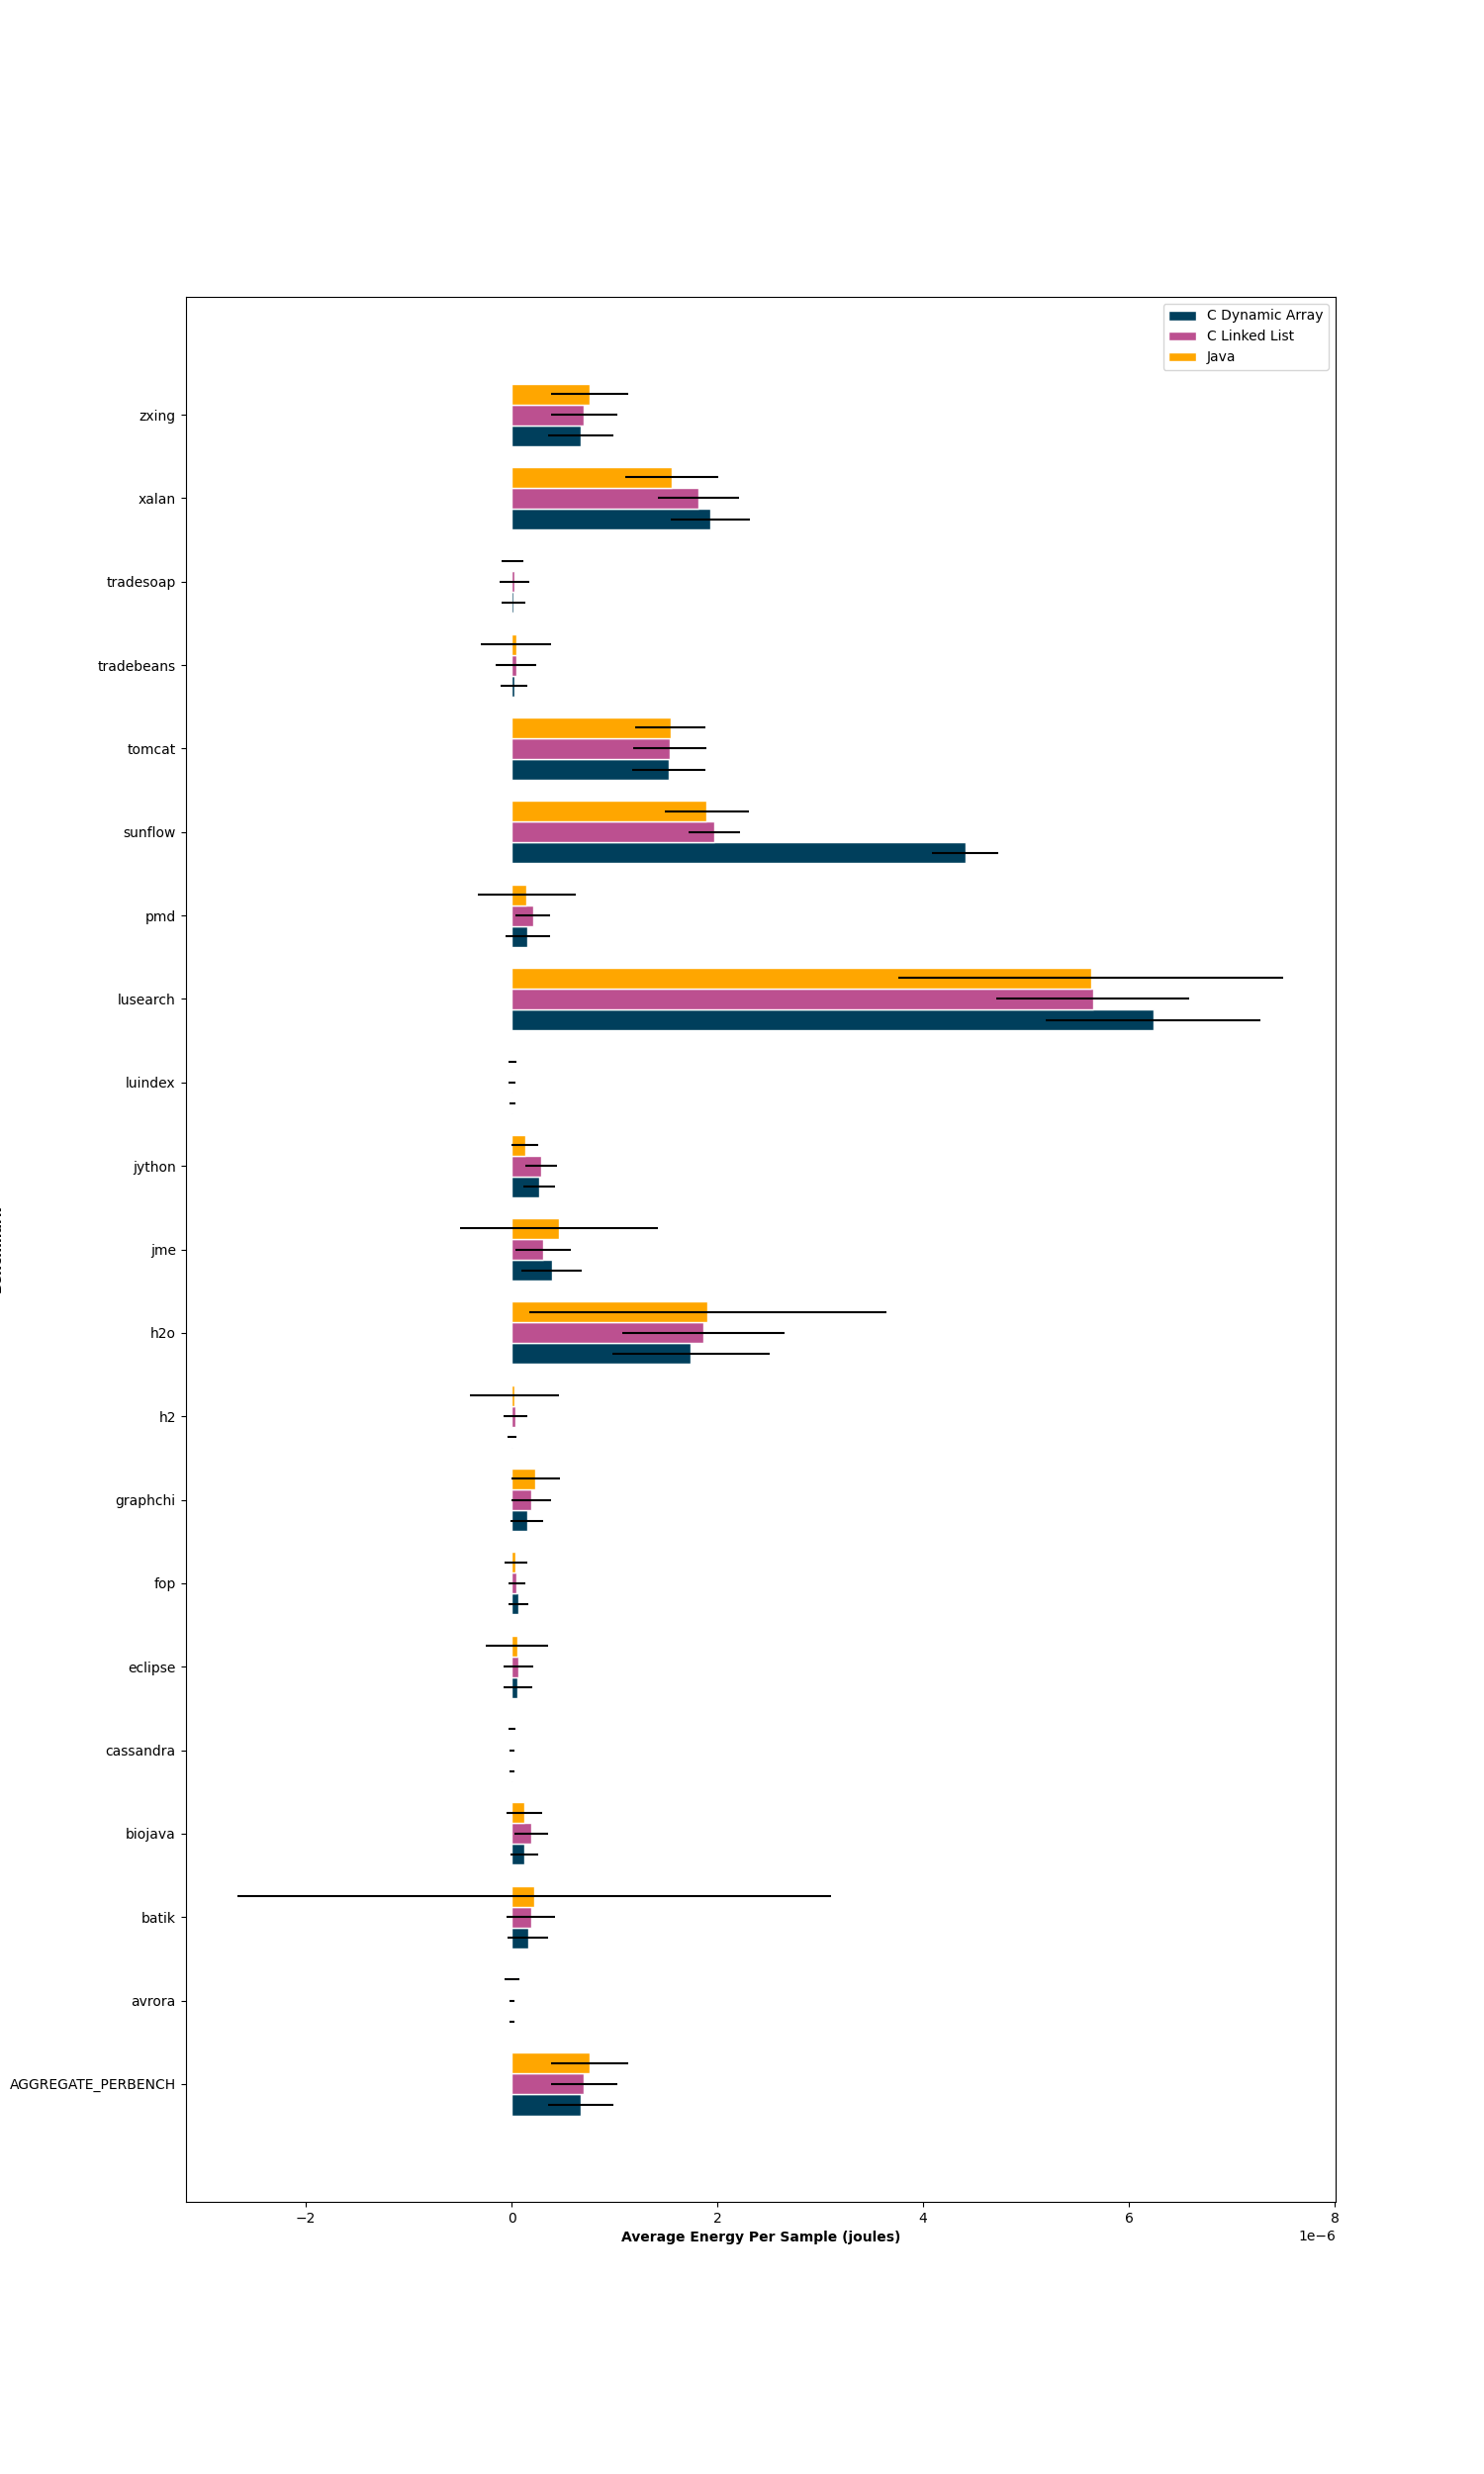 C Dynamic Array
C Linked List
Java
zxing
xalan
tradesoap
tradebeans
tomcat
sunflow
pmd
lusearch
luindex
jython
jme
h2o
h2
graphchi
fop
eclipse
cassandra
biojava
batik
avrora
AGGREGATE_PERBENCH
−2 0 2 4 6 8
Average Energy Per Sample (joules)
1e−6